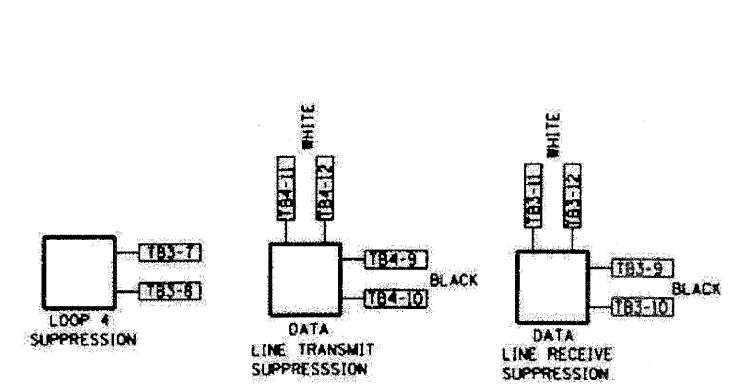 WHITE
WHITE
TB4-11
TB4-12
TB3-11
TB3-12
TB3-7
TB3-8
TB4-9
BLACK
TB4-10
TB3-9
BLACK
TB3-10
LOOP 4
SUPPRESSION
DATA
LINE TRANSMIT
SUPPRESSSION
DATA
LINE RECEIVE
SUPPRESSION